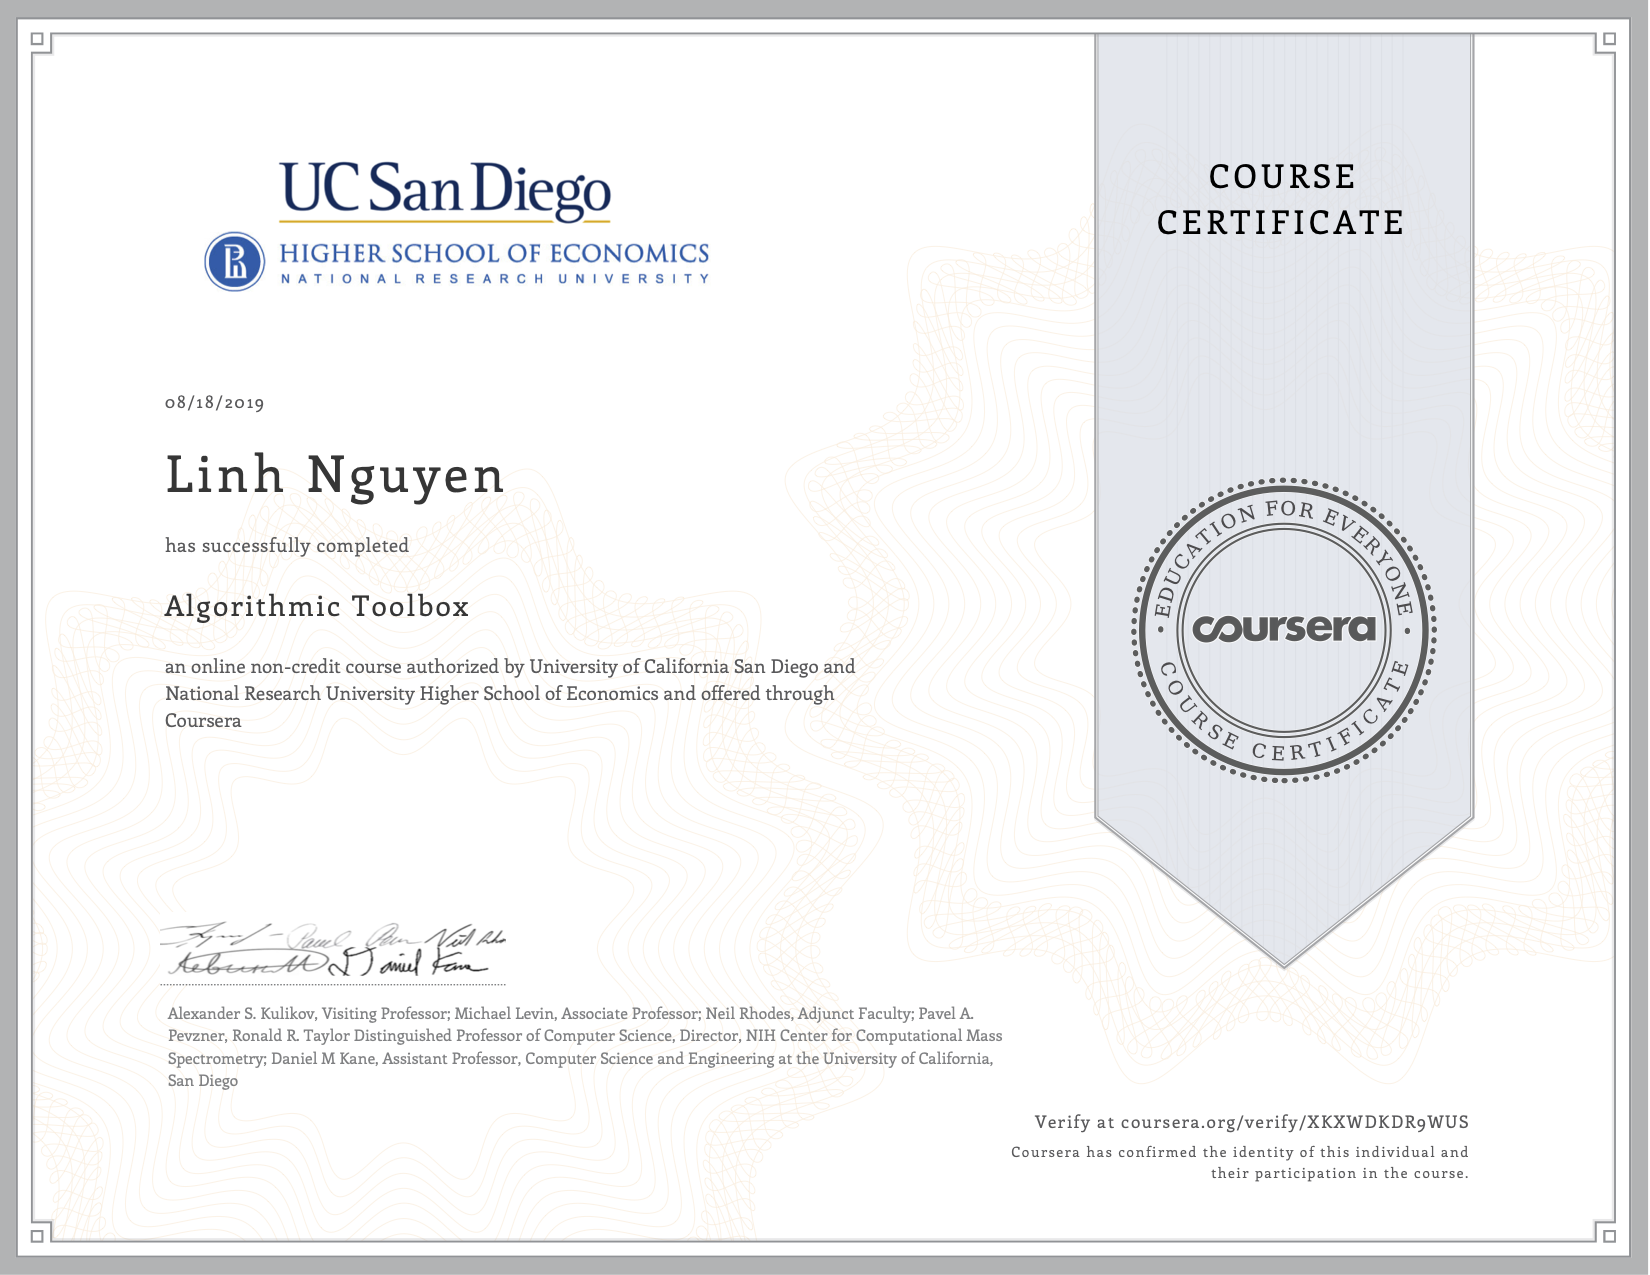 UC San Diego
HIGHER SCHOOL OF ECONOMICS
NATIONAL RESEARCH UNIVERSITY
COURSE
CERTIFICATE
08/18/2019
Linh Nguyen
has successfully completed
Algorithmic Toolbox
an online non-credit course authorized by University of California San Diego and
National Research University Higher School of Economics and offered through
Coursera
EDUCATION FOR EVERYONE
coursera
COURSE CERTIFICATE
Alexander S. Kulikov, Visiting Professor; Michael Levin, Associate Professor; Neil Rhodes, Adjunct Faculty; Pavel A.
Pevzner, Ronald R. Taylor Distinguished Professor of Computer Science, Director, NIH Center for Computational Mass
Spectrometry; Daniel M Kane, Assistant Professor, Computer Science and Engineering at the University of California,
San Diego
Verify at coursera.org/verify/XKXWDKDR9WUS
Coursera has confirmed the identity of this individual and
their participation in the course.